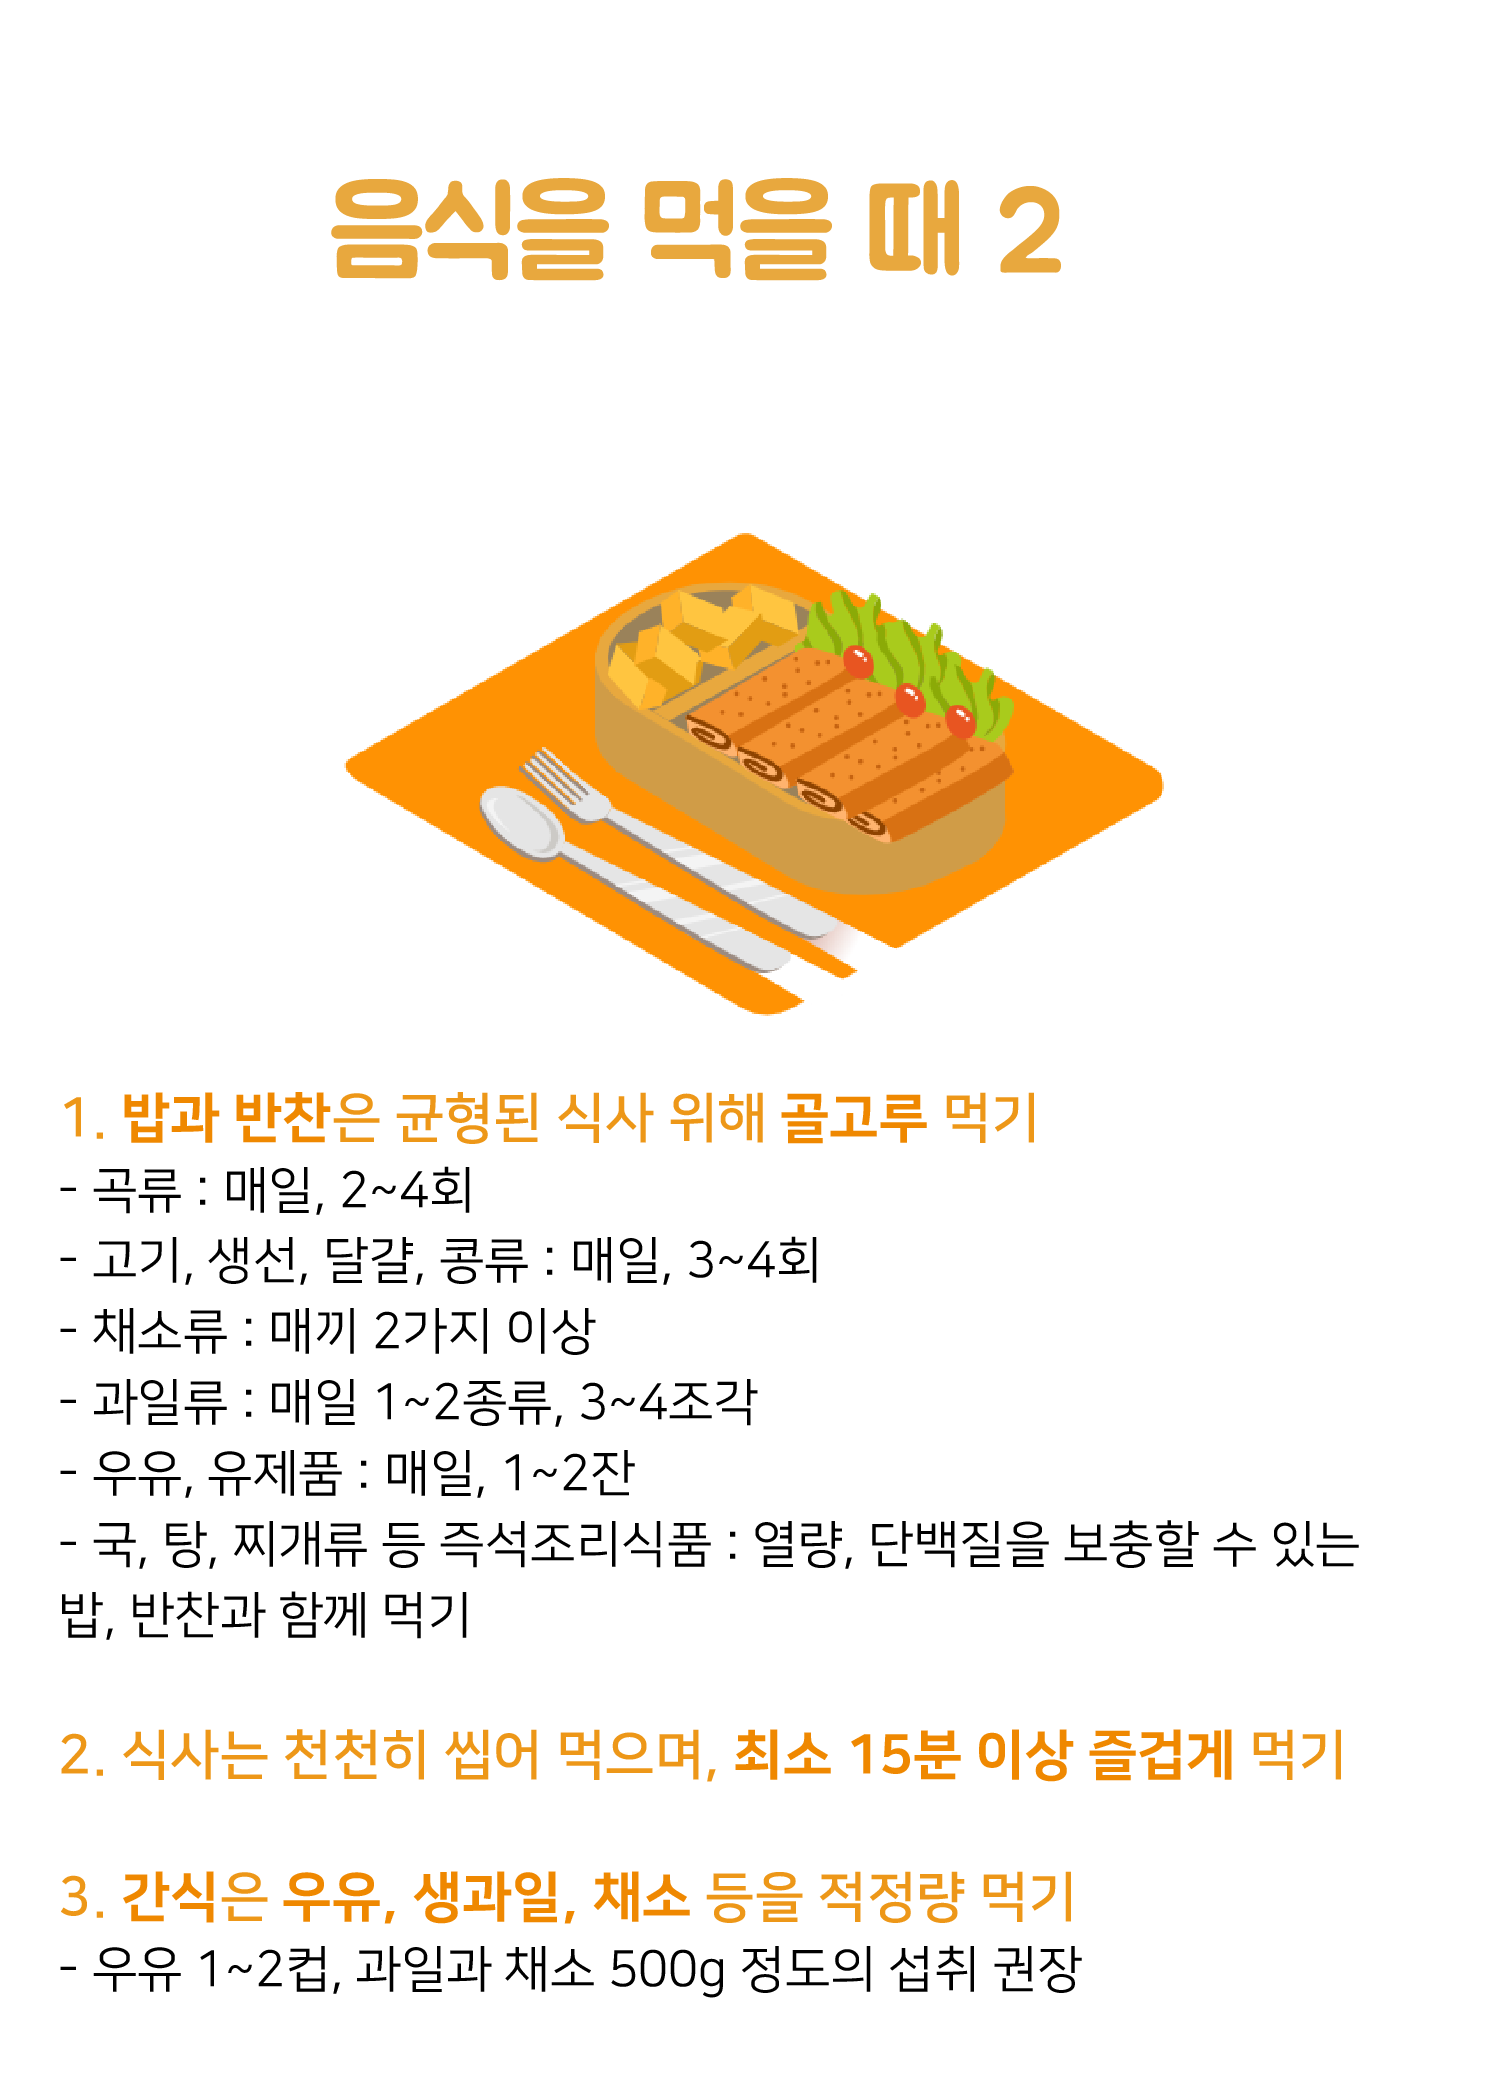 음식을 먹을 때 2
1. 밥과 반찬은 균형된 식사 위해 골고루 먹기
- 곡류 : 매일, 2~4회
- 고기, 생선, 달걀, 콩류 : 매일, 3~4회
- 채소류 : 매끼 2가지 이상
- 과일류 : 매일 1~2종류, 3~4조각
- 우유, 유제품 : 매일, 1~2잔
- 국, 탕, 찌개류 등 즉석조리식품 : 열량, 단백질을 보충할 수 있는
밥, 반찬과 함께 먹기
2. 식사는 천천히 씹어 먹으며, 최소 15분 이상 즐겁게 먹기
3. 간식은 우유, 생과일, 채소 등을 적정량 먹기
- 우유 1~2컵, 과일과 채소 500g 정도의 섭취 권장